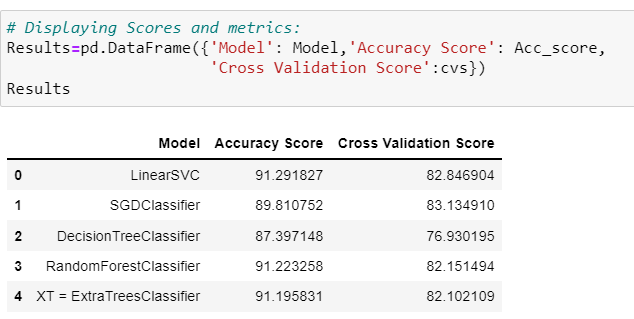 # Displaying Scores and metrics:
Results=pd.DataFrame({'Model': Model,'Accuracy Score': Acc_score,
'Cross Validation Score':cvs})
Results
Model Accuracy Score Cross Validation Score
0 LinearSVC 91.291827 82.846904
1 SGDClassifier 89.810752 83.134910
2 DecisionTreeClassifier 87.397148 76.930195
3 RandomForestClassifier 91.223258 82.151494
4 XT = ExtraTreesClassifier 91.195831 82.102109